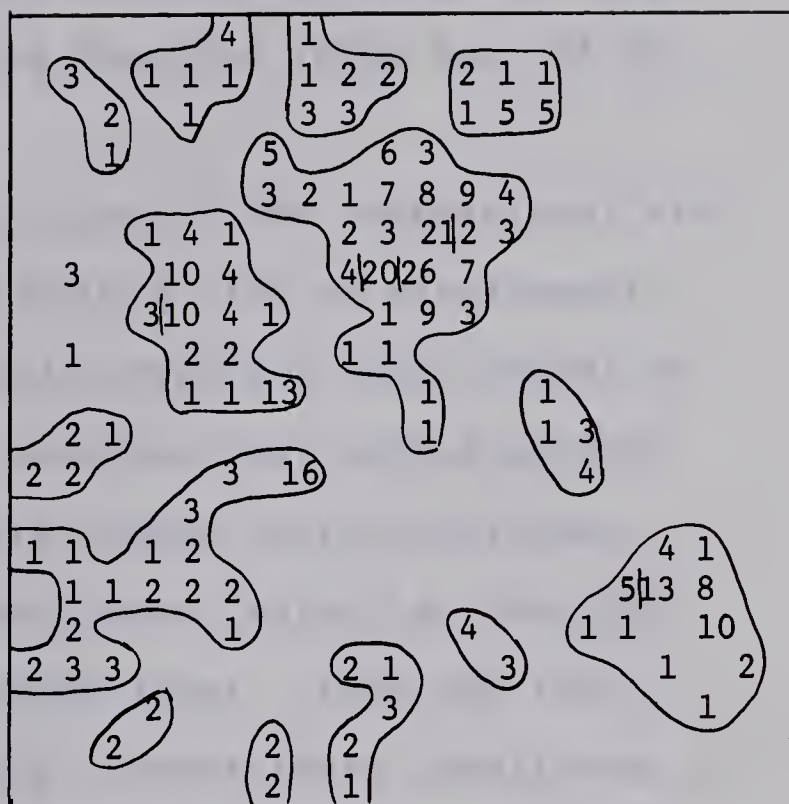 4 1
3 1 1 1 1 2 2 2 1 1
2 1 3 3 1 5 5
1 5 6 3
3 2 1 7 8 9 4
1 4 1 2 3 21|2 3
3 10 4 4|20|26 7
3|10 4 1 1 9 3
1 2 2 1 1
1 1 13 1 1
2 1 1 1 3
2 2 3 16 4
3
1 1 1 2 4 1
1 1 2 2 2 5|13 8
2 1 4 1 1 10
2 3 3 2 1 3 1 2
2 3 1
2 2 2
2 1